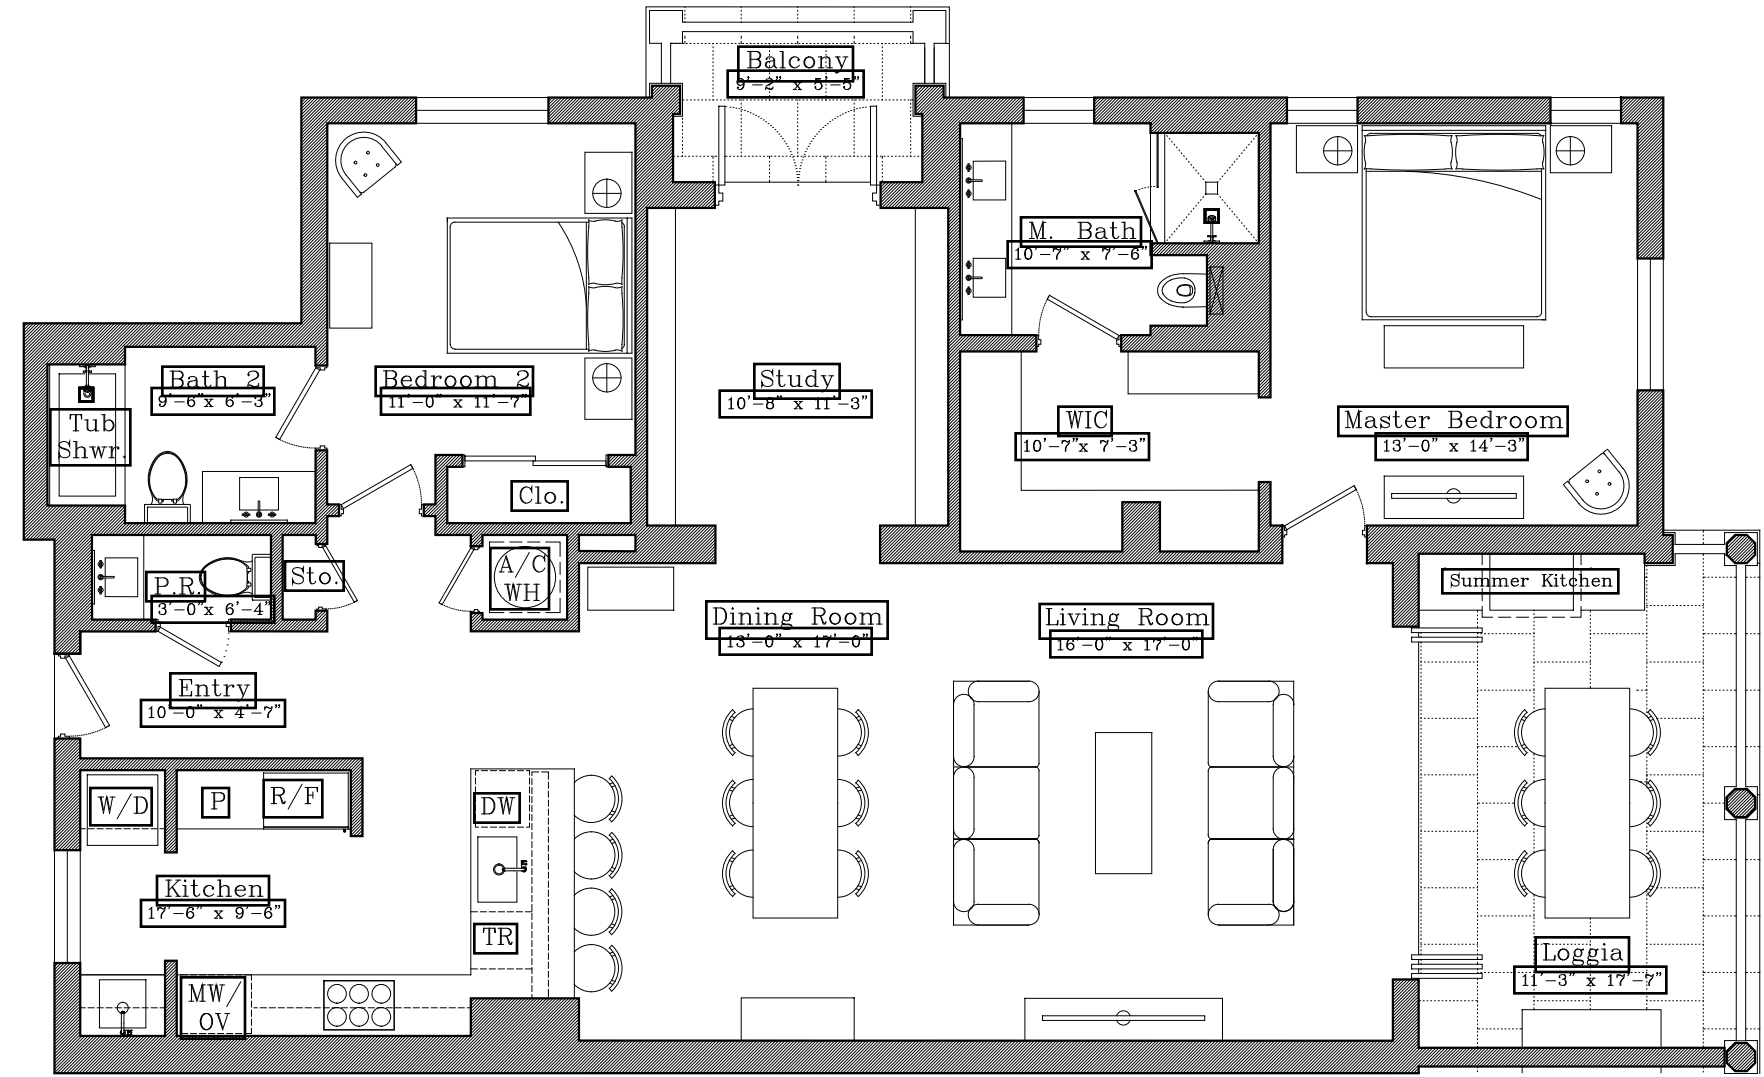 Balcony
9'-2" x 5'-5"
M. Bath
10'-7" x 7'-6"
Bath 2
9'-6"x 6'-3"
Bedroom 2
11'-0" x 11'-7"
Study
10'-8" x 11'-3"
WIC
10'-7"x 7'-3"
Master Bedroom
13'-0" x 14'-3"
Tub
Shwr.
Clo.
P.R.
3'-0"x 6'-4"
Sto.
A/C
WH
Summer Kitchen
Dining Room
13'-0" x 17'-0"
Living Room
16'-0" x 17'-0"
Entry
10'-0" x 4'-7"
W/D
P
R/F
DW
Kitchen
17'-6" x 9'-6"
TR
Loggia
11'-3" x 17'-7"
MW/
OV